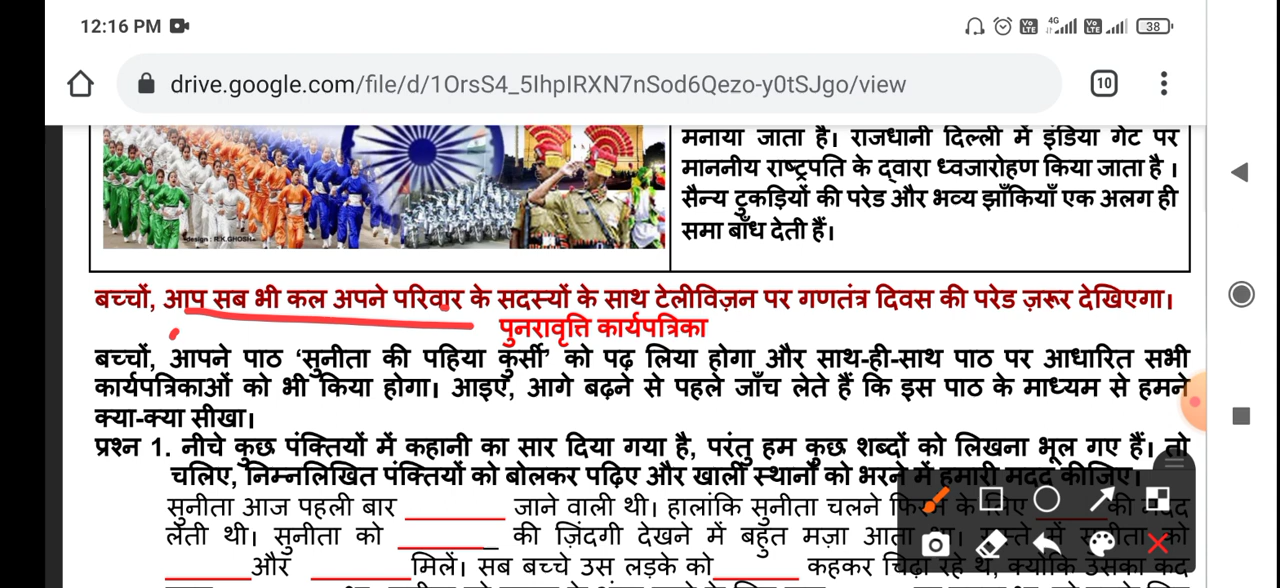 12:16 PM
4G
38
drive.google.com/file/d/1OrsS4_5IhpIRXN7nSod6Qezo-y0tSJgo/view
10
design : R.K.GHOSH
मनाया जाता है। राजधानी दिल्ली में इंडिया गेट पर
माननीय राष्ट्रपति के द्वारा ध्वजारोहण किया जाता है ।
सैन्य टुकड़ियों की परेड और भव्य झाँकियाँ एक अलग ही
समा बाँध देती हैं।
बच्चों, आप सब भी कल अपने परिवार के सदस्यों के साथ टेलीविज़न पर गणतंत्र दिवस की परेड ज़रूर देखिएगा।
पुनरावृत्ति कार्यपत्रिका
बच्चों, आपने पाठ ‘सुनीता की पहिया कुर्सी’ को पढ़ लिया होगा और साथ-ही-साथ पाठ पर आधारित सभी
कार्यपत्रिकाओं को भी किया होगा। आइए, आगे बढ़ने से पहले जाँच लेते हैं कि इस पाठ के माध्यम से हमने
क्या-क्या सीखा।
प्रश्न 1. नीचे कुछ पंक्तियों में कहानी का सार दिया गया है, परंतु हम कुछ शब्दों को लिखना भूल गए हैं। तो
चलिए, निम्नलिखित पंक्तियों को बोलकर पढ़िए और खाली स्थानों को भरने में हमारी मदद कीजिए।
सुनीता आज पहली बार ________ जाने वाली थी। हालांकि सुनीता चलने फिरने के लिए ________ की मदद
लेती थी। सुनीता को ________ की ज़िंदगी देखने में बहुत मज़ा आता था। रास्ते में सुनीता को
________ और ________ मिलें। सब बच्चे उस लड़के को ________ कहकर चिढ़ा रहे थे, क्योंकि उसका कद